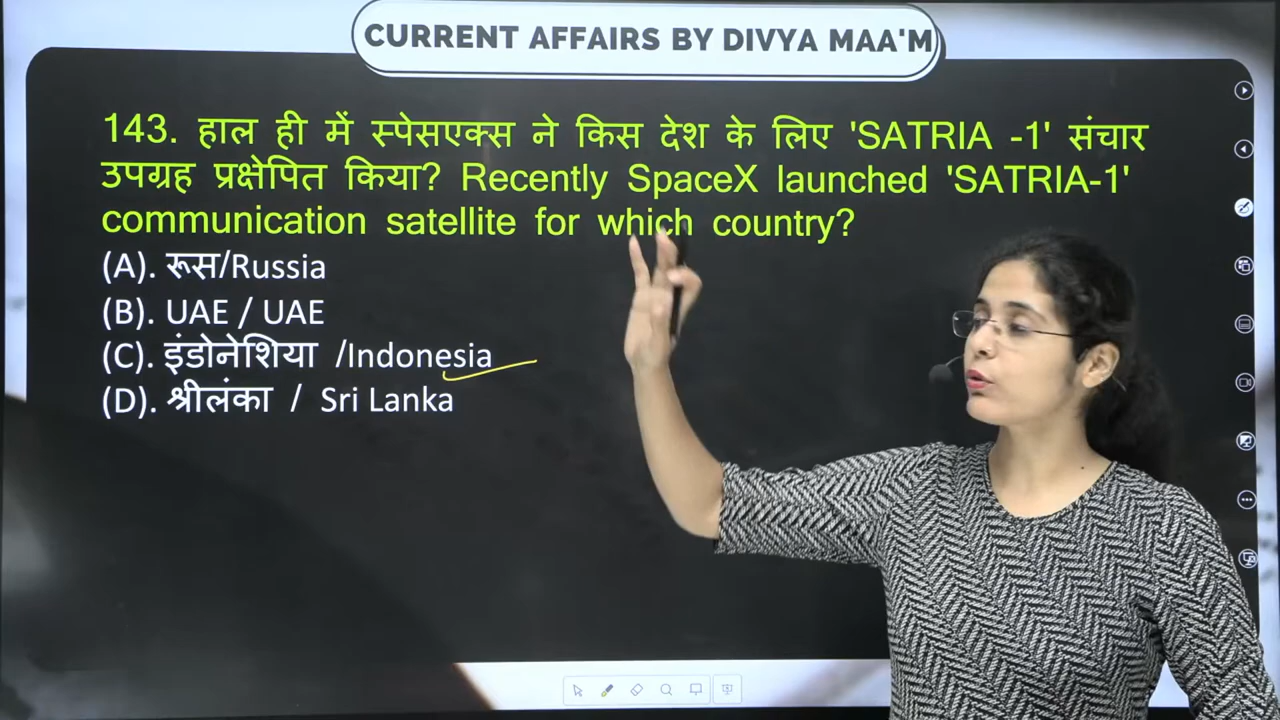 CURRENT AFFAIRS BY DIVYA MAA'M
143. हाल ही में स्पेसएक्स ने किस देश के लिए 'SATRIA -1' संचार
उपग्रह प्रक्षेपित किया? Recently SpaceX launched 'SATRIA-1'
communication satellite for which country?
(A). रूस/Russia
(B). UAE / UAE
(C). इंडोनेशिया /Indonesia
(D). श्रीलंका / Sri Lanka